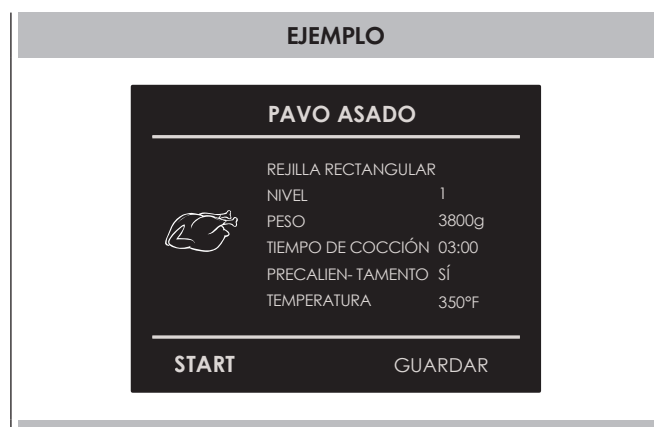 EJEMPLO
PAVO ASADO
REJILLA RECTANGULAR
NIVEL 1
PESO 3800g
TIEMPO DE COCCIÓN 03:00
PRECALIEN- TAMENTO SÍ
TEMPERATURA 350°F
START GUARDAR